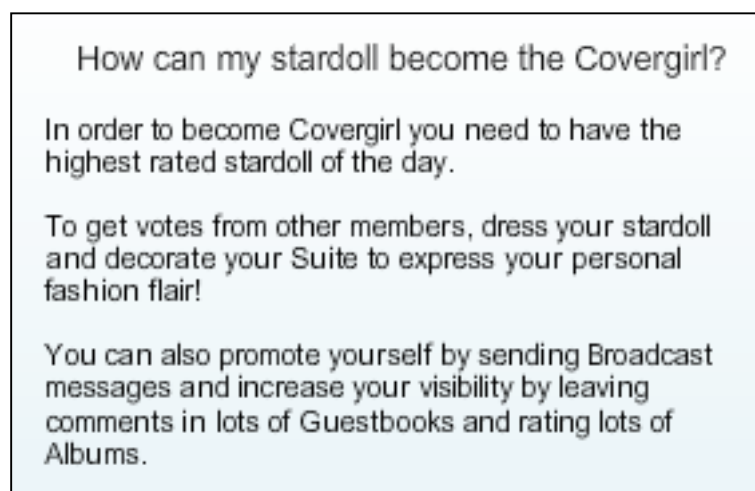 How can my stardoll become the Covergirl?
In order to become Covergirl you need to have the
highest rated stardoll of the day.
To get votes from other members, dress your stardoll
and decorate your Suite to express your personal
fashion flair!
You can also promote yourself by sending Broadcast
messages and increase your visibility by leaving
comments in lots of Guestbooks and rating lots of
Albums.